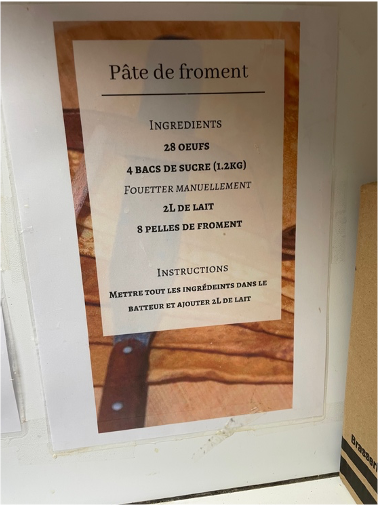 Pâte de froment
INGREDIENTS
28 OEUFS
4 BACS DE SUCRE (1.2KG)
FOUETTER MANUELLEMENT
2L DE LAIT
8 PELLES DE FROMENT
INSTRUCTIONS
METTRE TOUT LES INGRÉDEINTS DANS LE
BATTEUR ET AJOUTER 2L DE LAIT
Brasseri